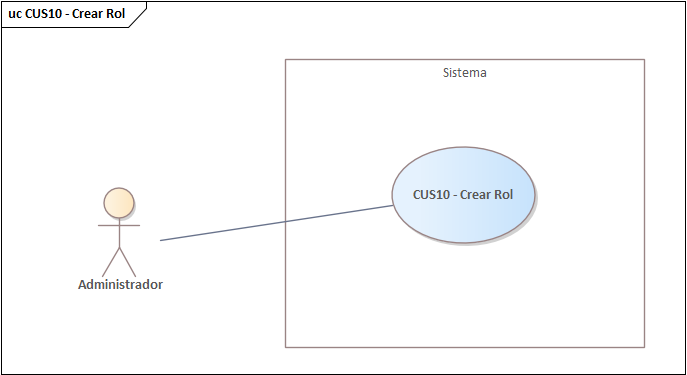 uc CUS10 - Crear Rol
Sistema
CUS10 - Crear Rol
Administrador